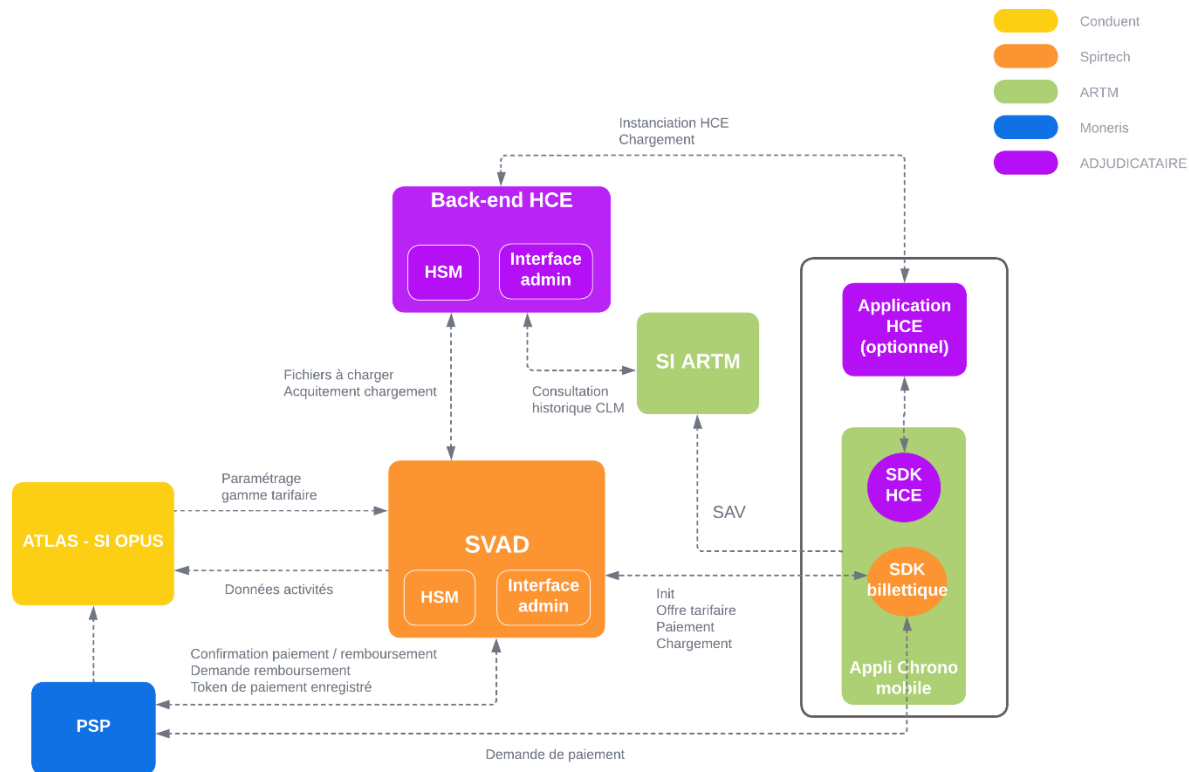 Conduent
Spirtech
ARTM
Moneris
ADJUDICATAIRE
Instanciation HCE
Chargement
Back-end HCE
HSM
Interface
admin
Application
HCE
(optionnel)
SI ARTM
Fichiers à charger
Acquitement chargement
Consultation
historique CLM
SDK
HCE
Paramétrage
gamme tarifaire
SAV
ATLAS - SI OPUS
SVAD
HSM
Interface
admin
SDK
billettique
Données activités
Init
Offre tarifaire
Paiement
Chargement
Confirmation paiement / remboursement
Demande remboursement
Token de paiement enregistré
Appli Chrono
mobile
PSP
Demande de paiement